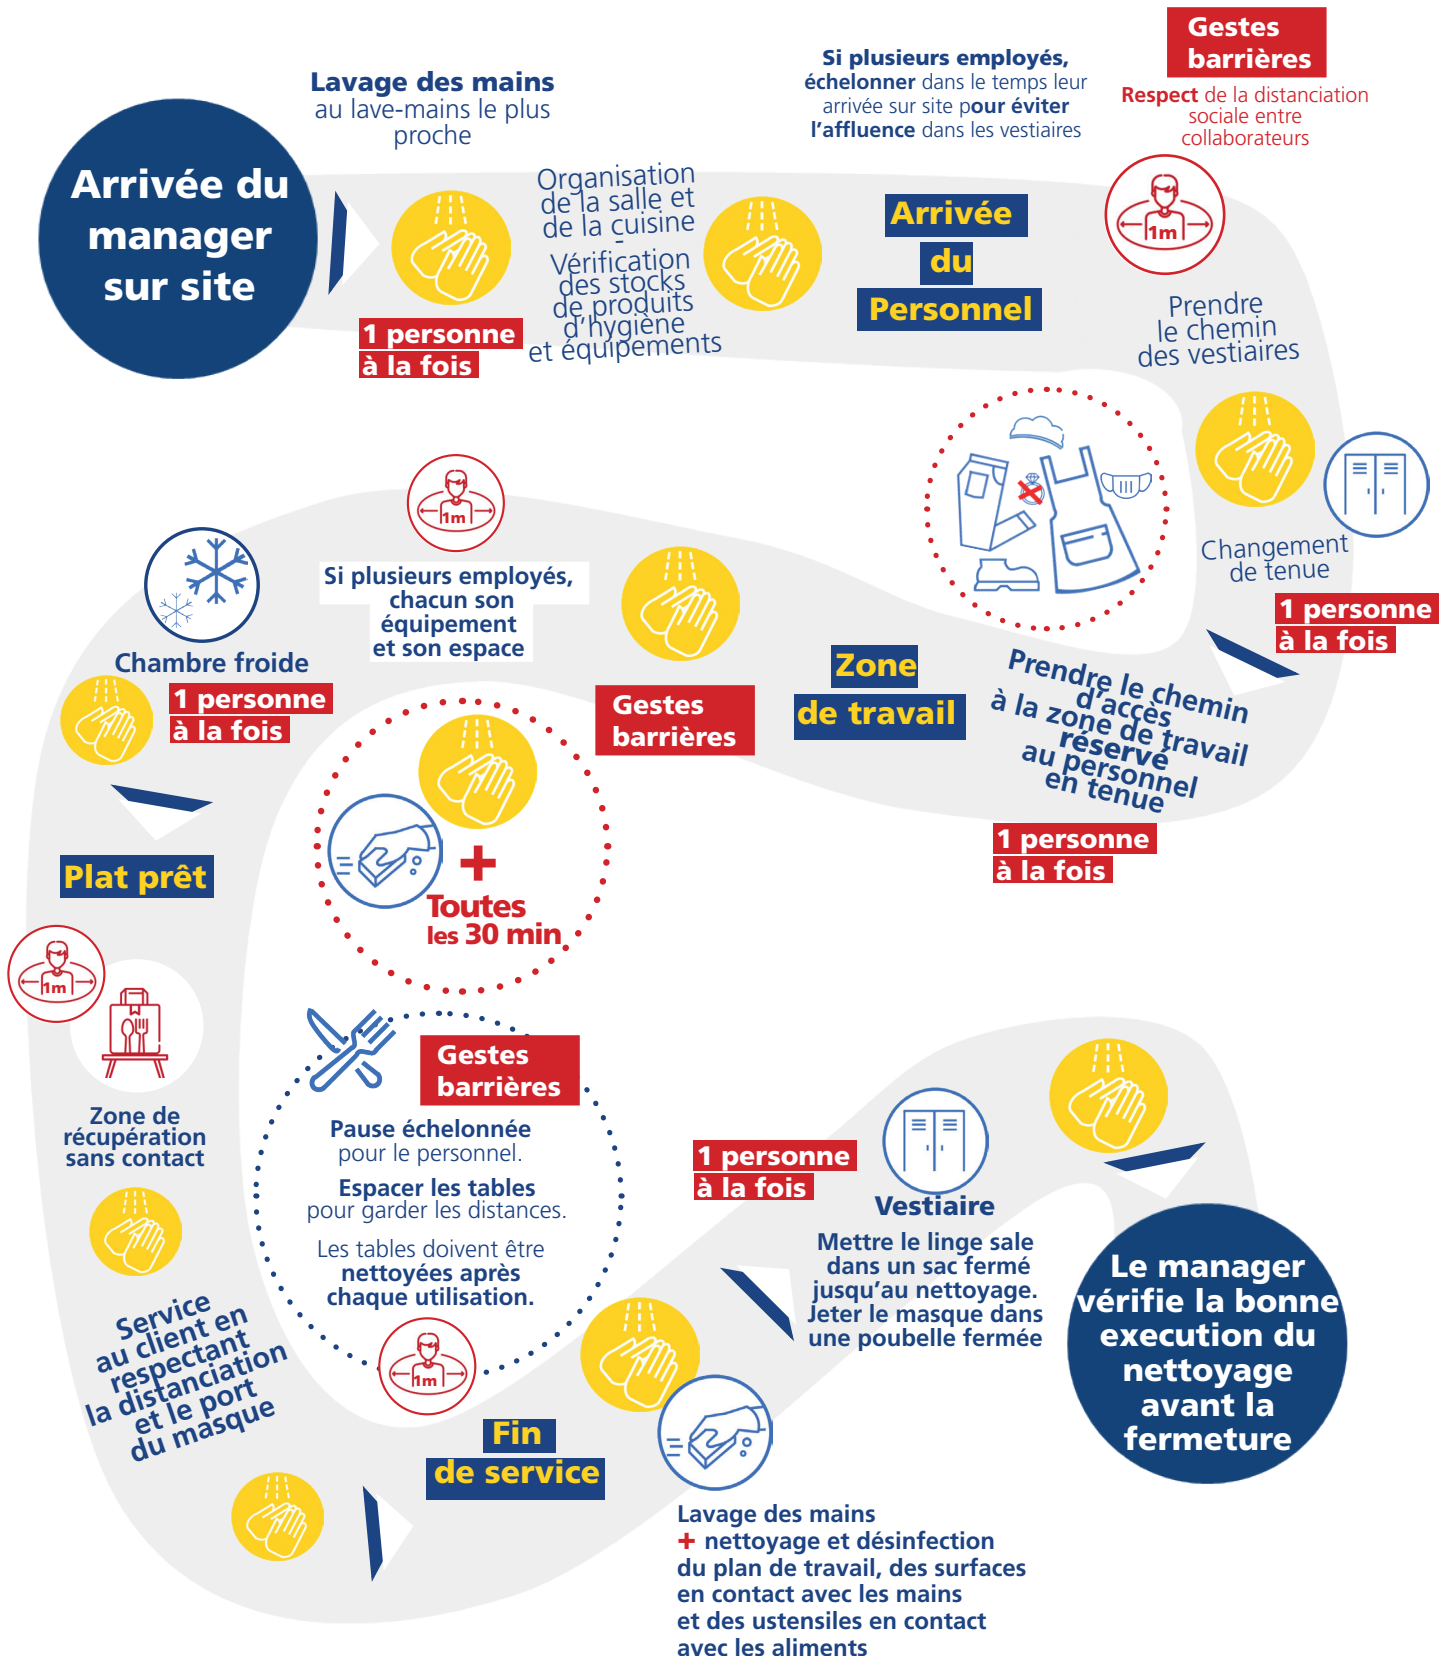 Arrivée du
manager
sur site
Lavage des mains
au lave-mains le plus
proche
1 personne
à la fois
Organisation
de la salle et
de la cuisine
-
Vérification
des stocks
de produits
d'hygiène
et équipements
Si plusieurs employés,
échelonner dans le temps leur
arrivée sur site pour éviter
l'affluence dans les vestiaires
Arrivée
du
Personnel
Gestes
barrières
Respect de la distanciation
sociale entre
collaborateurs
1m
Prendre
le chemin
des vestiaires
Changement
de tenue
1 personne
à la fois
Prendre le chemin
d'accès
à la zone de travail
réservé
au personnel
en tenue
1 personne
à la fois
Zone
de travail
Gestes
barrières
1m
Si plusieurs employés,
chacun son
équipement
et son espace
Chambre froide
1 personne
à la fois
+
Toutes
les 30 min
Plat prêt
1m
Zone de
récupération
sans contact
Gestes
barrières
Pause échelonnée
pour le personnel.
Espacer les tables
pour garder les distances.
Les tables doivent être
nettoyées après
chaque utilisation.
1m
Service
au client en
respectant
la distanciation
et le port
du masque
Fin
de service
Lavage des mains
+ nettoyage et désinfection
du plan de travail, des surfaces
en contact avec les mains
et des ustensiles en contact
avec les aliments
1 personne
à la fois
Vestiaire
Mettre le linge sale
dans un sac fermé
jusqu'au nettoyage.
Jeter le masque dans
une poubelle fermée
Le manager
vérifie la bonne
execution du
nettoyage
avant la
fermeture